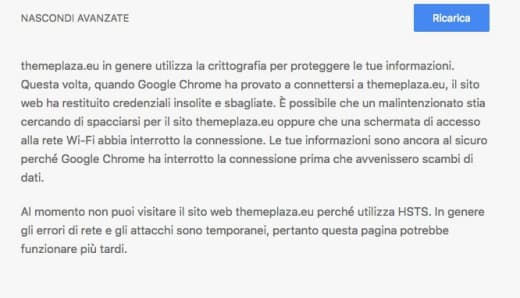 NASCONDI AVANZATE
Ricarica
themeplaza.eu in genere utilizza la crittografia per proteggere le tue informazioni.
Questa volta, quando Google Chrome ha provato a connettersi a themeplaza.eu, il sito
web ha restituito credenziali insolite e sbagliate. È possibile che un malintenzionato stia
cercando di spacciarsi per il sito themeplaza.eu oppure che una schermata di accesso
alla rete Wi-Fi abbia interrotto la connessione. Le tue informazioni sono ancora al sicuro
perché Google Chrome ha interrotto la connessione prima che avvenissero scambi di
dati.
Al momento non puoi visitare il sito web themeplaza.eu perché utilizza HSTS. In genere
gli errori di rete e gli attacchi sono temporanei, pertanto questa pagina potrebbe
funzionare più tardi.